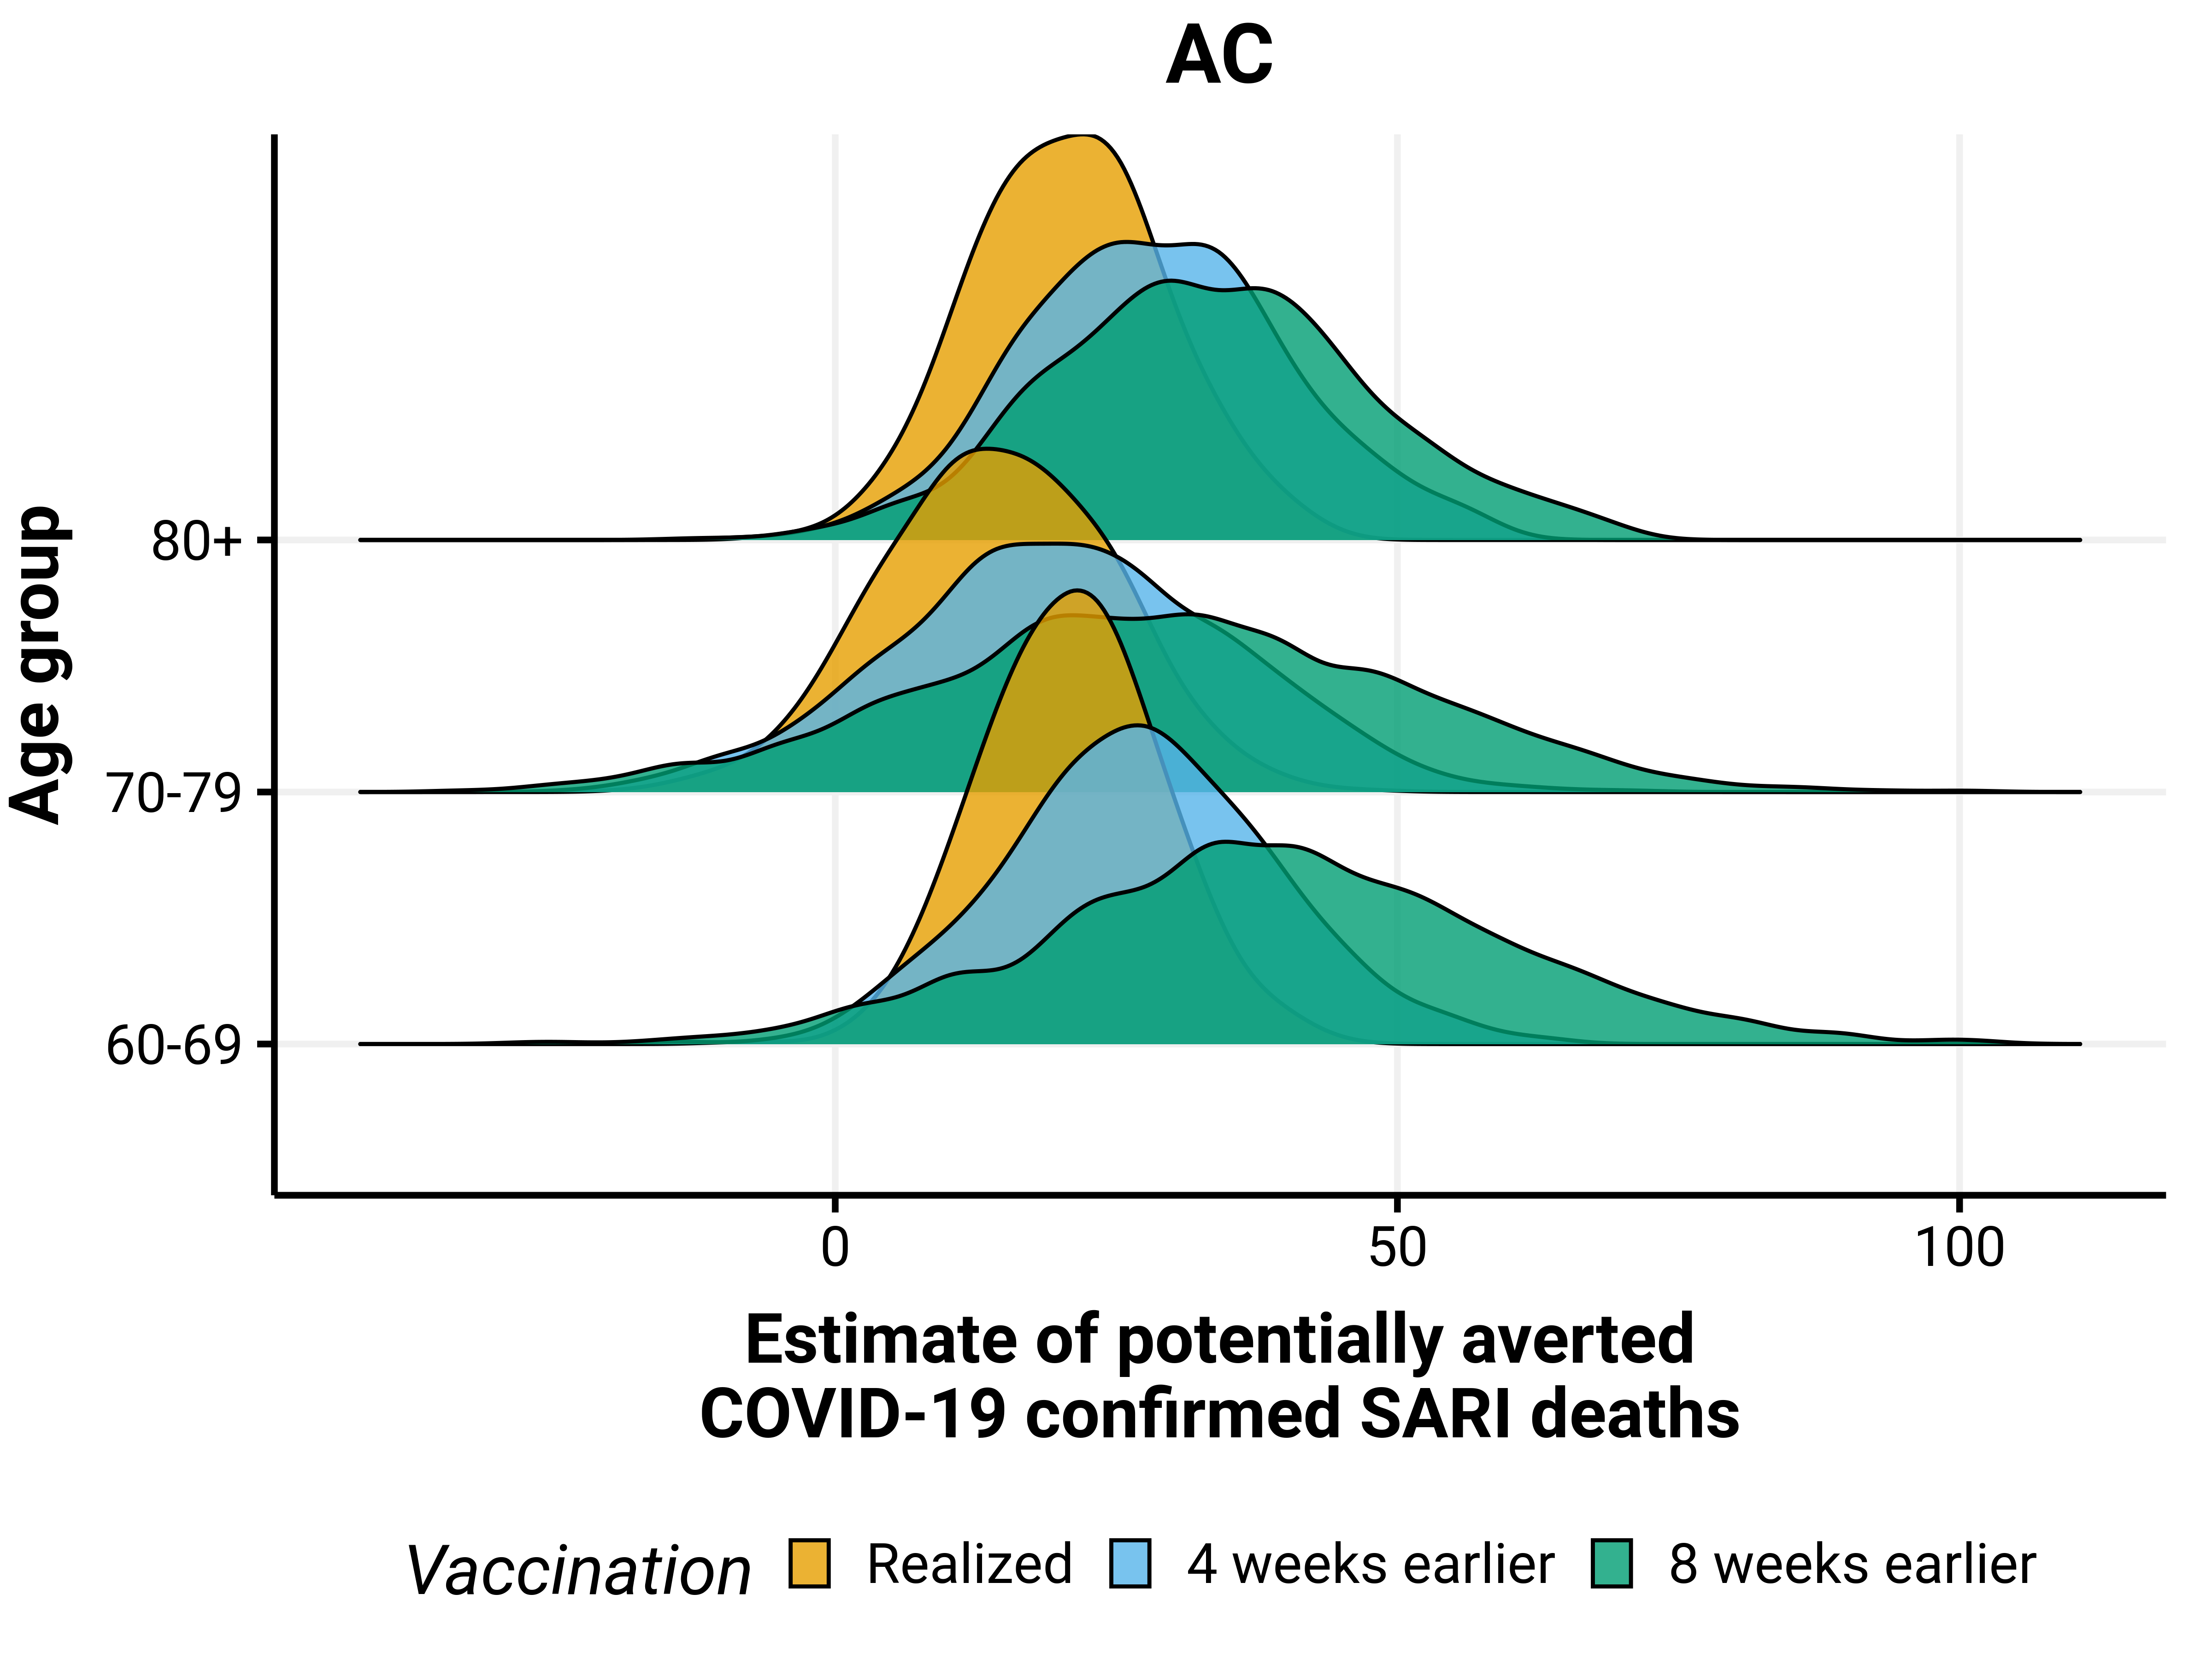 AC
Age group
80+
70-79
60-69
0 50 100
Estimate of potentially averted
COVID-19 confirmed SARI deaths
Vaccination Realized 4 weeks earlier 8 weeks earlier